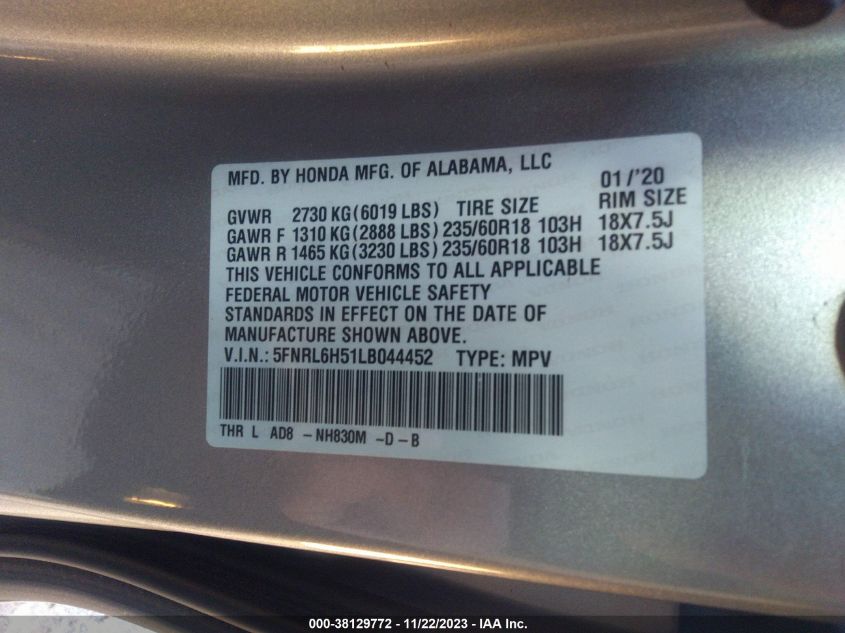 MFD. BY HONDA MFG. OF ALABAMA, LLC 01/'20
RIM SIZE
GVWR 2730 KG(6019 LBS) TIRE SIZE
GAWR F 1310 KG(2888 LBS) 235/60R18 103H 18X7.5J
GAWR R 1465 KG(3230 LBS) 235/60R18 103H 18X7.5J
THIS VEHICLE CONFORMS TO ALL APPLICABLE
FEDERAL MOTOR VEHICLE SAFETY
STANDARDS IN EFFECT ON THE DATE OF
MANUFACTURE SHOWN ABOVE.
V.I.N.: 5FNRL6H51LB044452 TYPE: MPV
THR L AD8 -NH830M -D-B
000-38129772 - 11/22/2023 - IAA Inc.